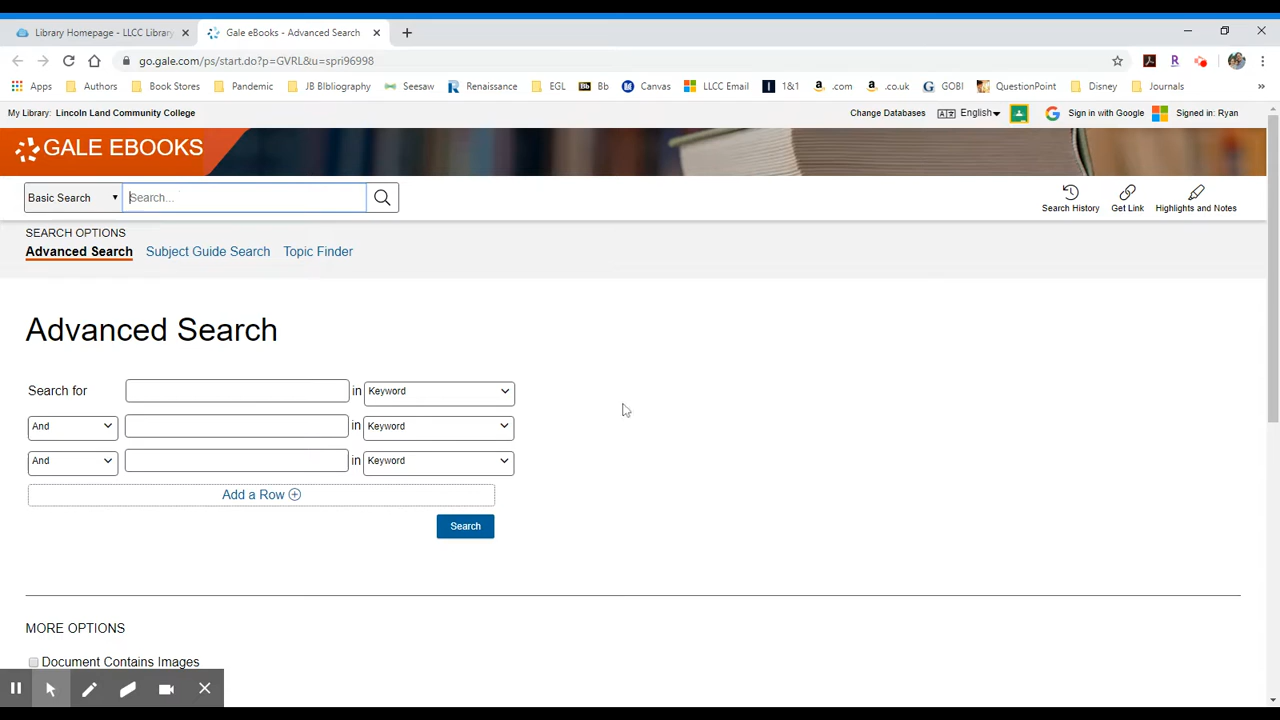 Library Homepage - LLCC Library
Gale eBooks - Advanced Search
go.gale.com/ps/start.do?p=GVRL&u=spri96998
Apps Authors Book Stores Pandemic JB BIbliography Seesaw Renaissance EGL Bb Bb Canvas LLCC Email 1&1 .com .co.uk GOBI QuestionPoint Disney Journals »
My Library: Lincoln Land Community College
Change Databases English Sign in with Google Signed in: Ryan
GALE EBOOKS
Basic Search Search...
Search History Get Link Highlights and Notes
SEARCH OPTIONS
Advanced Search Subject Guide Search Topic Finder
Advanced Search
Search for in Keyword
And in Keyword
And in Keyword
Add a Row
Search
MORE OPTIONS
Document Contains Images